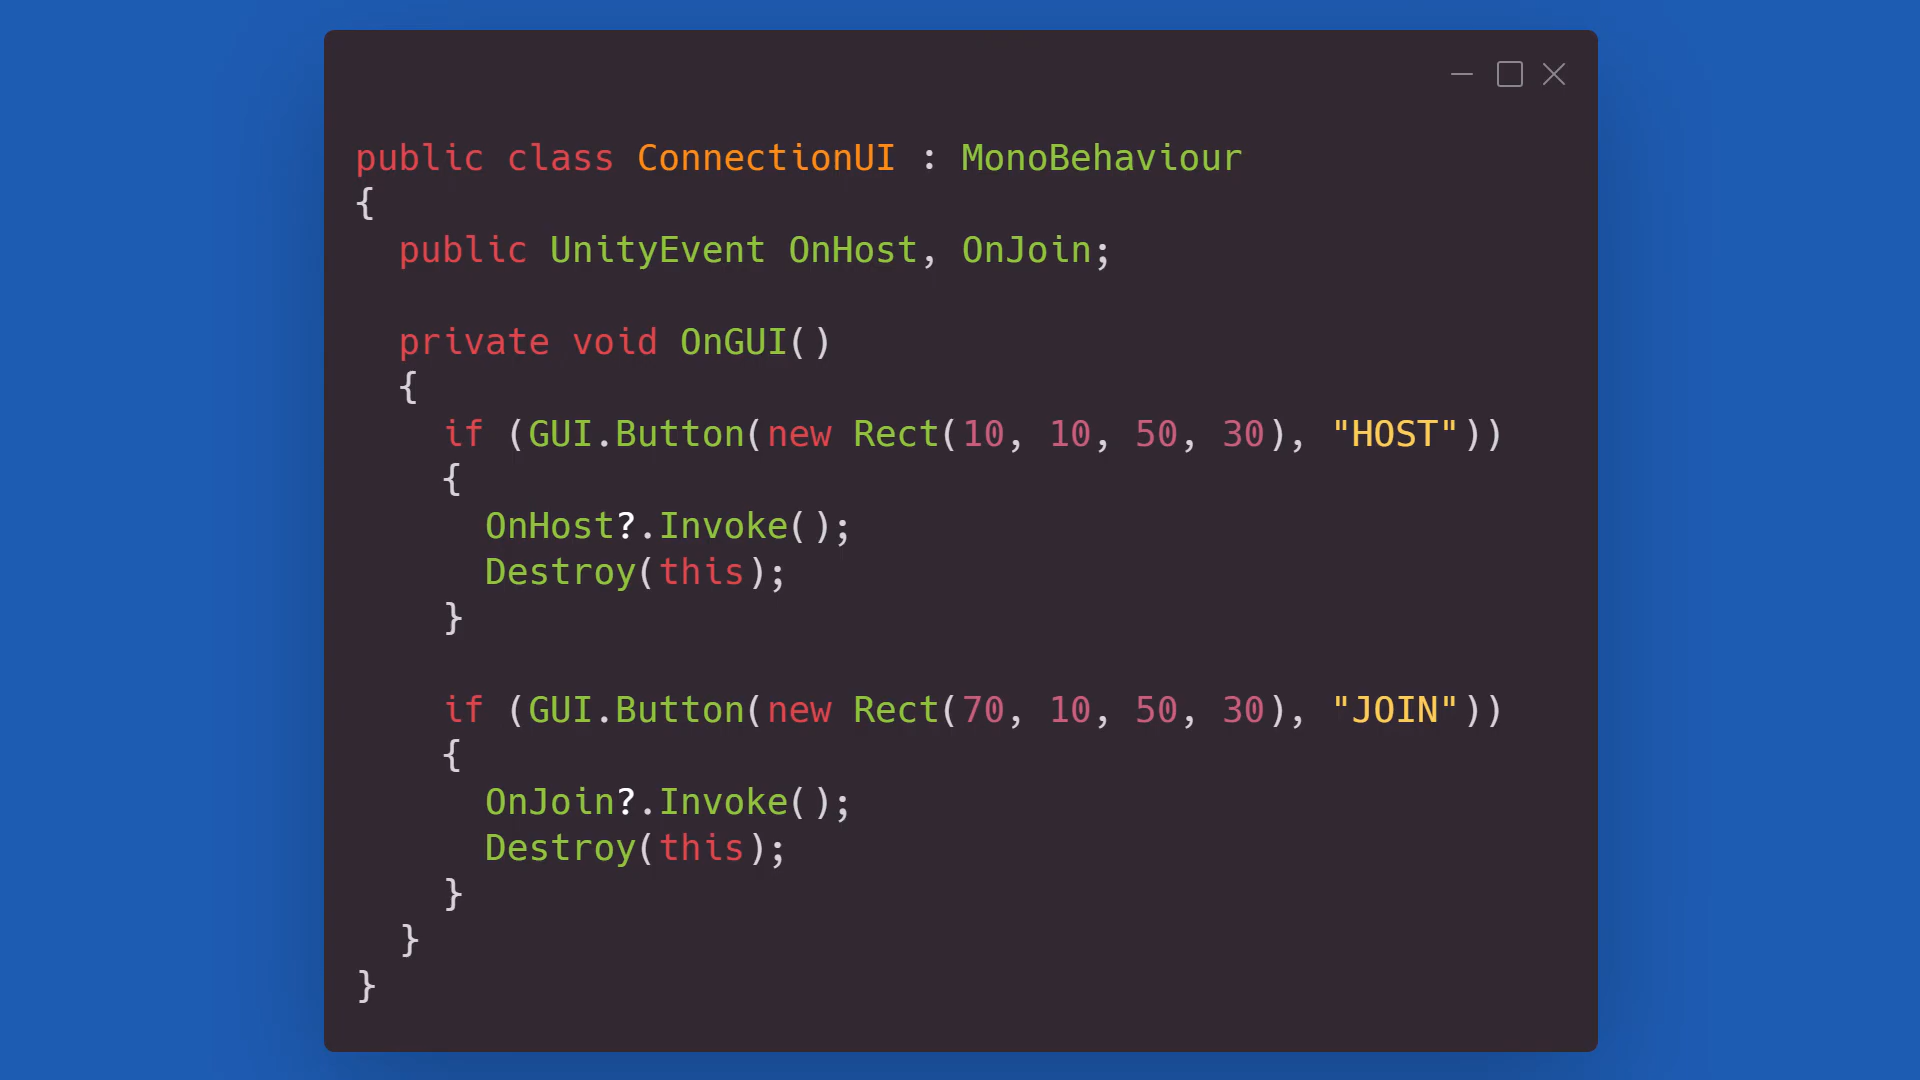 public class ConnectionUI : MonoBehaviour
{
  public UnityEvent OnHost, OnJoin;

  private void OnGUI()
  {
    if (GUI.Button(new Rect(10, 10, 50, 30), "HOST"))
    {
      OnHost?.Invoke();
      Destroy(this);
    }

    if (GUI.Button(new Rect(70, 10, 50, 30), "JOIN"))
    {
      OnJoin?.Invoke();
      Destroy(this);
    }
  }
}